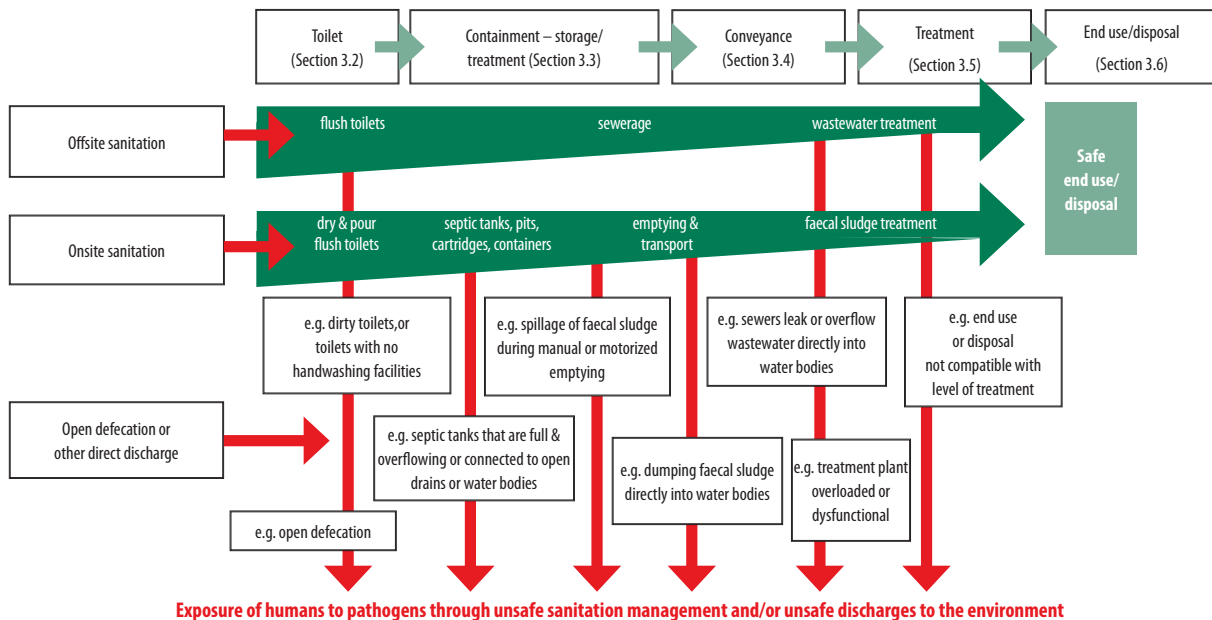 Toilet
(Section 3.2)
Containment – storage/
treatment (Section 3.3)
Conveyance
(Section 3.4)
Treatment
(Section 3.5)
End use/disposal
(Section 3.6)
Offsite sanitation
flush toilets
sewerage
wastewater treatment
Safe
end use/
disposal
Onsite sanitation
dry & pour
flush toilets
septic tanks, pits,
cartridges, containers
emptying &
transport
faecal sludge treatment
e.g. dirty toilets,or
toilets with no
handwashing facilities
e.g. spillage of faecal sludge
during manual or motorized
emptying
e.g. sewers leak or overflow
wastewater directly into
water bodies
e.g. end use
or disposal
not compatible with
level of treatment
Open defecation or
other direct discharge
e.g. septic tanks that are full &
overflowing or connected to open
drains or water bodies
e.g. dumping faecal sludge
directly into water bodies
e.g. treatment plant
overloaded or
dysfunctional
e.g. open defecation
Exposure of humans to pathogens through unsafe sanitation management and/or unsafe discharges to the environment